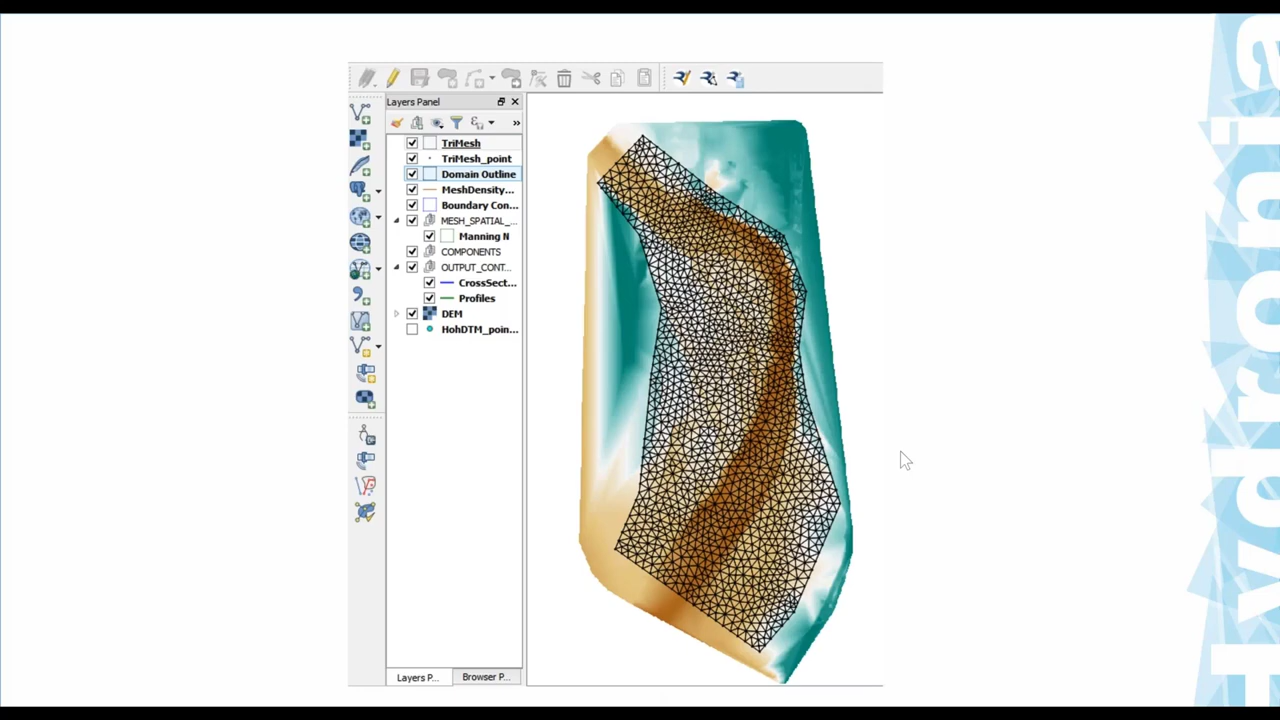 Layers Panel
TriMesh
TriMesh_point
Domain Outline
MeshDensity...
Boundary Con...
MESH_SPATIAL_...
Manning N
COMPONENTS
OUTPUT_CONT...
CrossSect...
Profiles
DEM
HohDTM_poin...
Layers P...
Browser P...
Hydronia